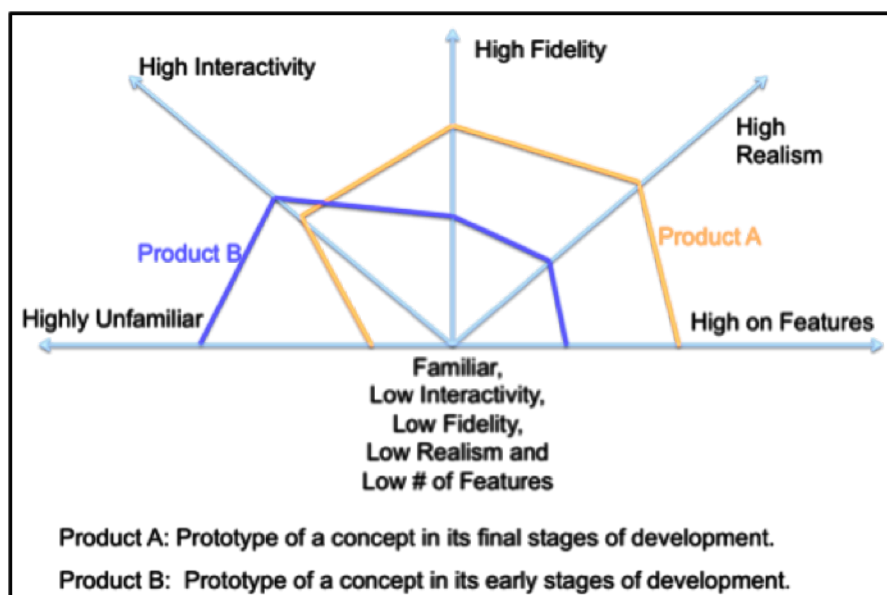 High Interactivity
High Fidelity
High
Realism
Product B
Product A
Highly Unfamiliar
High on Features
Familiar,
Low Interactivity,
Low Fidelity,
Low Realism and
Low # of Features
Product A: Prototype of a concept in its final stages of development.
Product B: Prototype of a concept in its early stages of development.